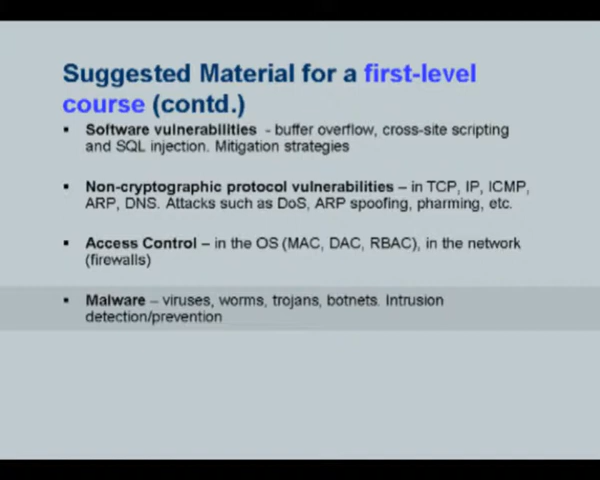 Suggested Material for a first-level
course (contd.)
▪ Software vulnerabilities - buffer overflow, cross-site scripting
and SQL injection. Mitigation strategies
▪ Non-cryptographic protocol vulnerabilities – in TCP, IP, ICMP,
ARP, DNS. Attacks such as DoS, ARP spoofing, pharming, etc.
▪ Access Control – in the OS (MAC, DAC, RBAC), in the network
(firewalls)
▪ Malware – viruses, worms, trojans, botnets. Intrusion
detection/prevention